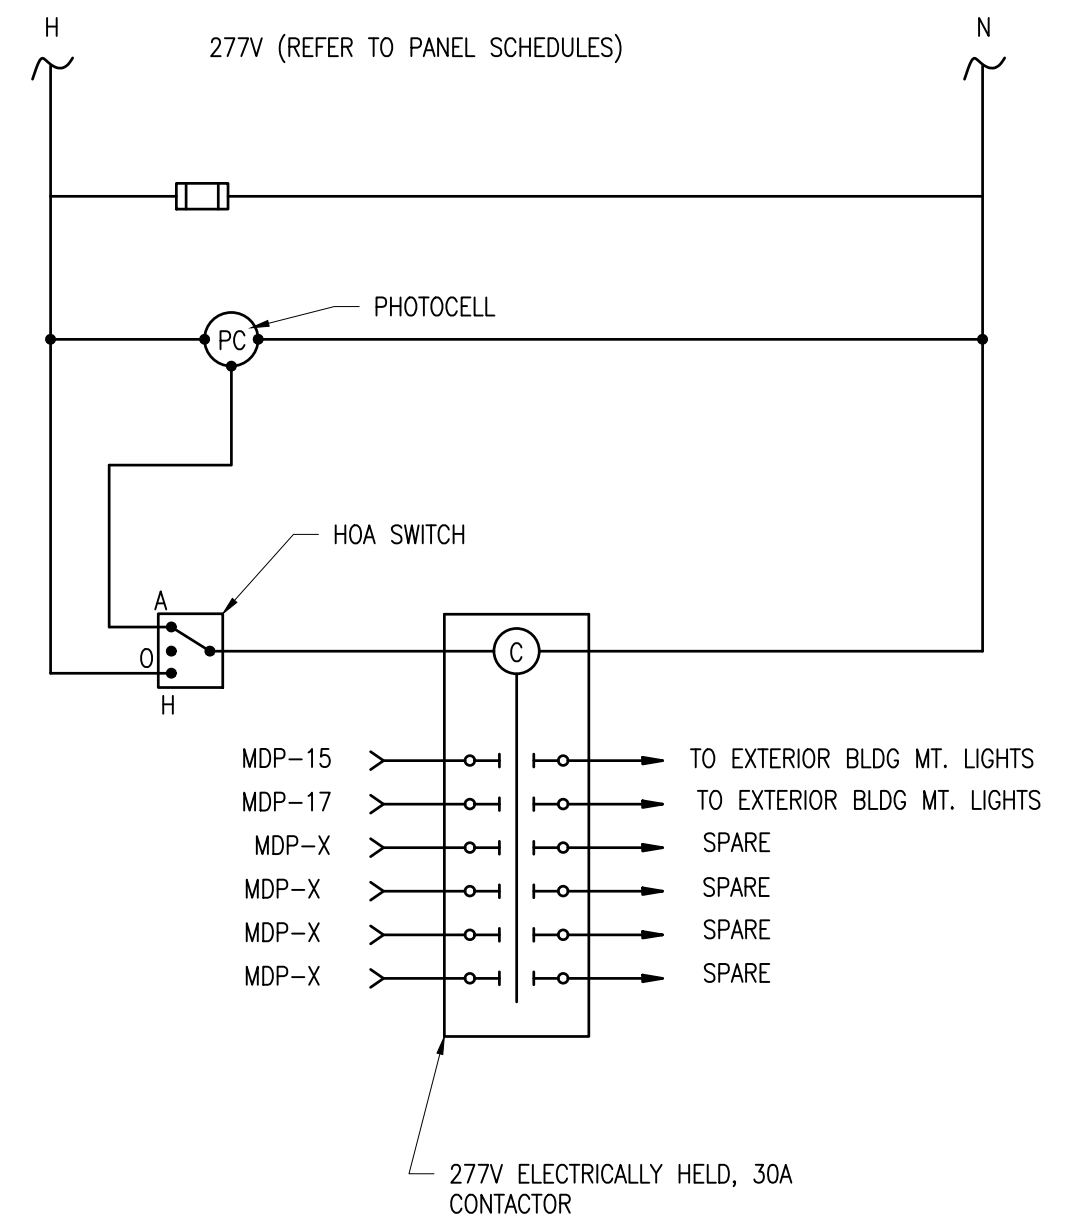 H
N
277V (REFER TO PANEL SCHEDULES)
PHOTOCELL
PC
HOA SWITCH
A
O
H
C
MDP-15
TO EXTERIOR BLDG MT. LIGHTS
MDP-17
TO EXTERIOR BLDG MT. LIGHTS
MDP-X
SPARE
MDP-X
SPARE
MDP-X
SPARE
MDP-X
SPARE
277V ELECTRICALLY HELD, 30A
CONTACTOR